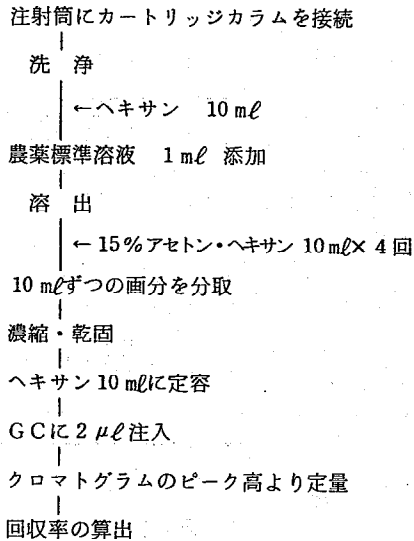 注射筒にカートリッジカラムを接続
洗　浄
←ヘキサン　10 mℓ
農薬標準溶液　1 mℓ　添加
溶　出
←15%アセトン・ヘキサン 10 mℓ×4回
10 mℓずつの画分を分取
濃縮・乾固
ヘキサン 10 mℓに定容
GCに 2 μℓ注入
クロマトグラムのピーク高より定量
回収率の算出